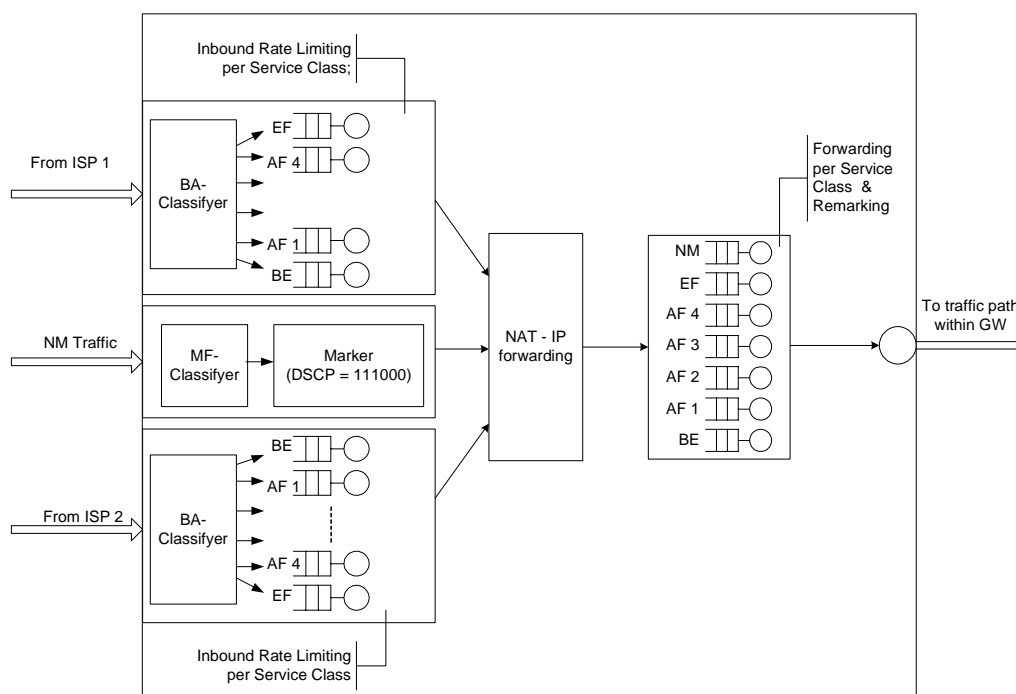 Inbound Rate Limiting
per Service Class;
From ISP 1
BA-
Classifyer
EF
AF 4
AF 1
BE
Forwarding
per Service
Class &
Remarking
NM Traffic
MF-
Classifyer
Marker
(DSCP = 111000)
NAT - IP
forwarding
NM
EF
AF 4
AF 3
AF 2
AF 1
BE
To traffic path
within GW
From ISP 2
BA-
Classifyer
BE
AF 1
AF 4
EF
Inbound Rate Limiting
per Service Class